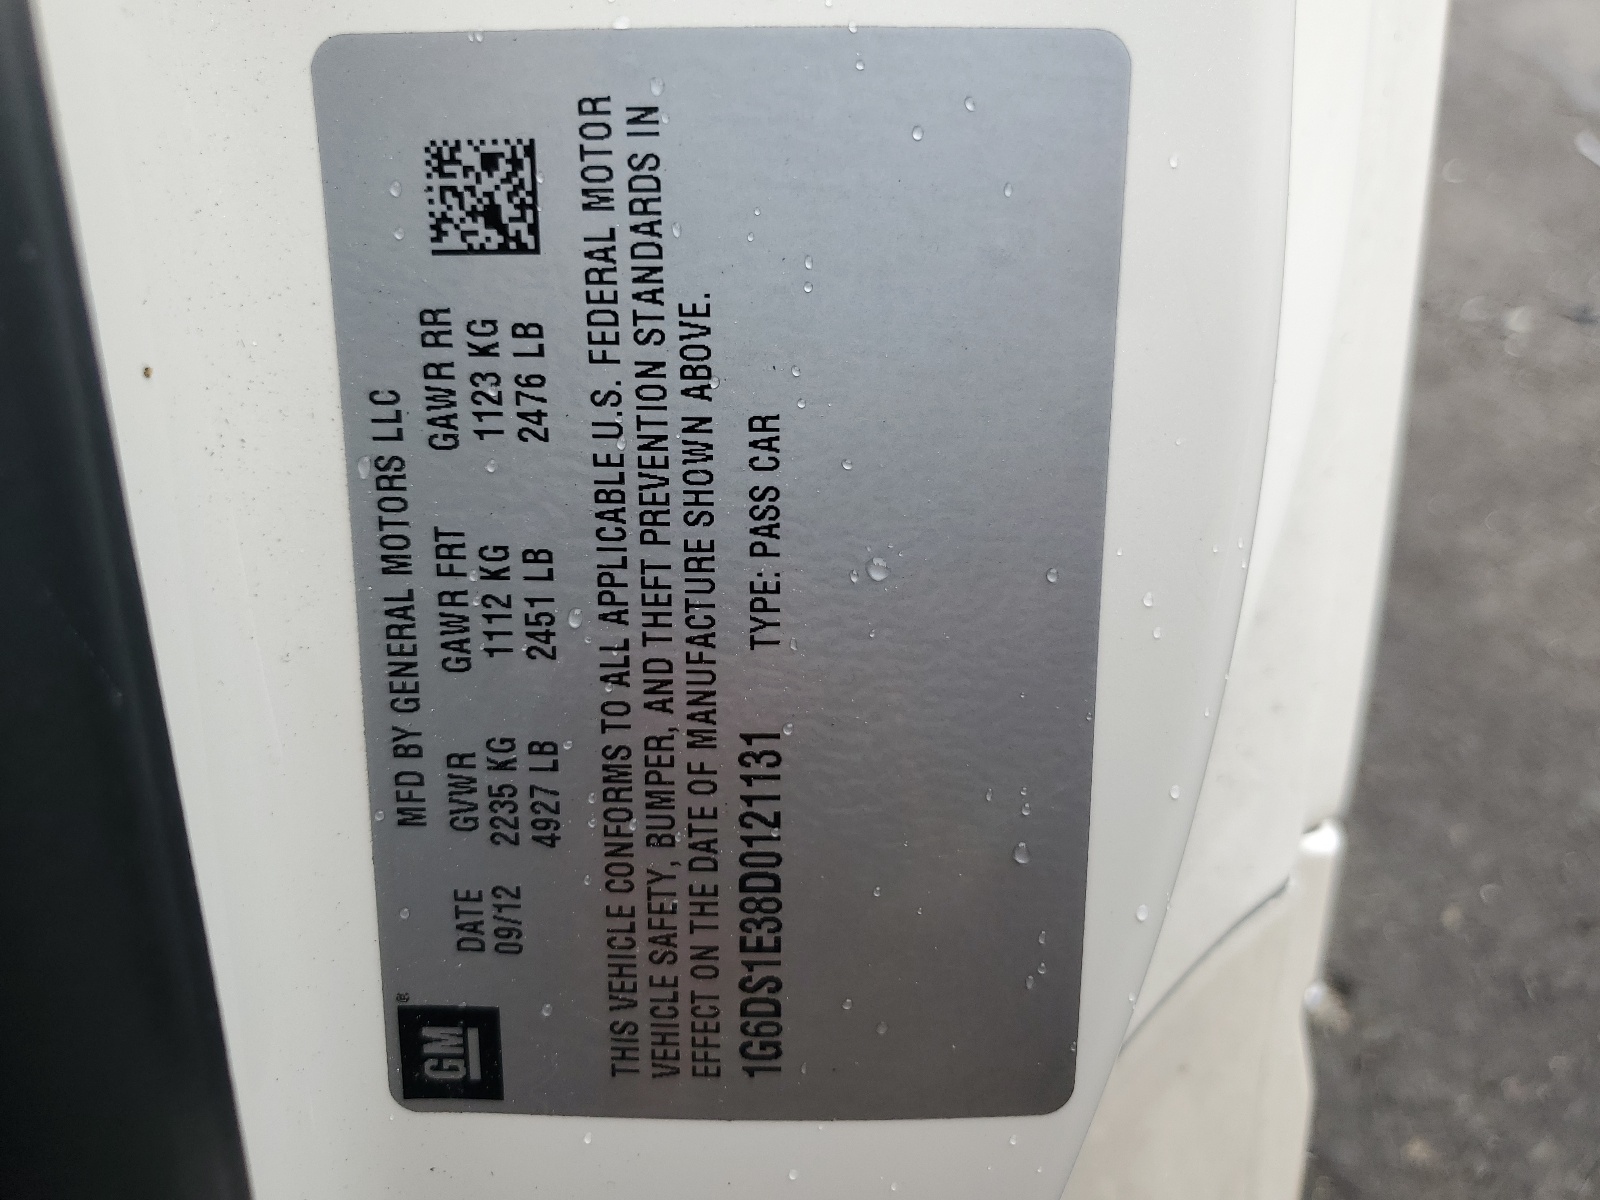 GM®
MFD BY GENERAL MOTORS LLC
DATE GVWR GAWR FRT GAWR RR
09/12 2235 KG 1112 KG 1123 KG
4927 LB 2451 LB 2476 LB
THIS VEHICLE CONFORMS TO ALL APPLICABLE U.S. FEDERAL MOTOR
VEHICLE SAFETY, BUMPER, AND THEFT PREVENTION STANDARDS IN
EFFECT ON THE DATE OF MANUFACTURE SHOWN ABOVE.
1G6DS1E38D0121131 TYPE: PASS CAR